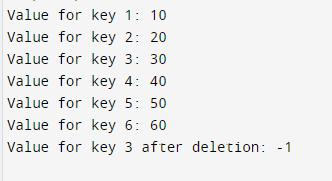 Value for key 1: 10
Value for key 2: 20
Value for key 3: 30
Value for key 4: 40
Value for key 5: 50
Value for key 6: 60
Value for key 3 after deletion: -1